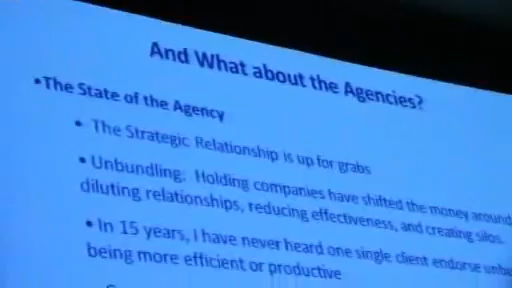 And What about the Agencies?
•The State of the Agency
• The Strategic Relationship is up for grabs
• Unbundling: Holding companies have shifted the money around
diluting relationships, reducing effectiveness, and creating silos.
• In 15 years, I have never heard one single client endorse
being more efficient or productive